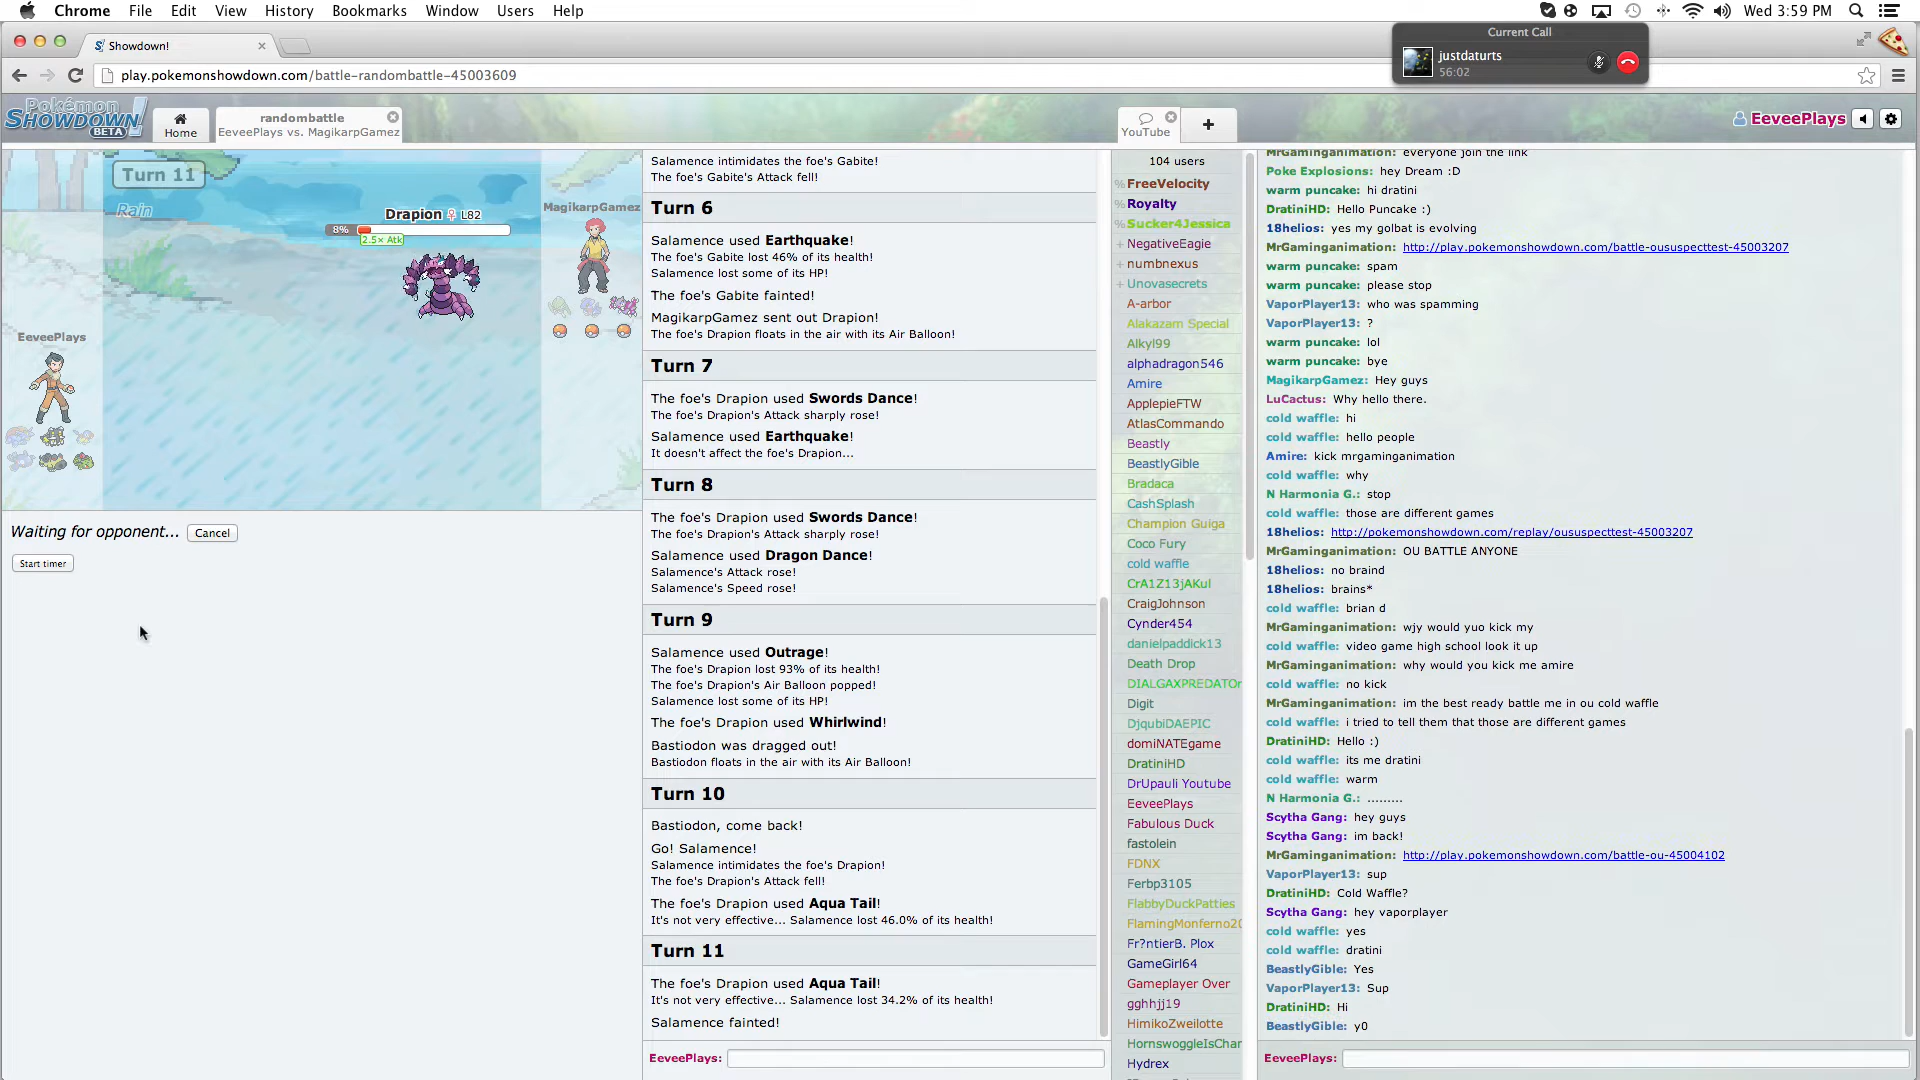 Chrome File Edit View History Bookmarks Window Users Help
Wed 3:59 PM
Showdown!
play.pokemonshowdown.com/battle-randombattle-45003609
Current Call
justdaturts
56:02
Pokémon
SHOWDOWN!
BETA
Home
randombattle
EeveePlays vs. MagikarpGamez
YouTube
+
EeveePlays
Turn 11
Rain
Drapion ♀ L82
8%
2.5× Atk
MagikarpGamez
EeveePlays
Waiting for opponent... Cancel
Start timer
Salamence intimidates the foe's Gabite!
The foe's Gabite's Attack fell!
Turn 6
Salamence used Earthquake!
The foe's Gabite lost 46% of its health!
Salamence lost some of its HP!
The foe's Gabite fainted!
MagikarpGamez sent out Drapion!
The foe's Drapion floats in the air with its Air Balloon!
Turn 7
The foe's Drapion used Swords Dance!
The foe's Drapion's Attack sharply rose!
Salamence used Earthquake!
It doesn't affect the foe's Drapion...
Turn 8
The foe's Drapion used Swords Dance!
The foe's Drapion's Attack sharply rose!
Salamence used Dragon Dance!
Salamence's Attack rose!
Salamence's Speed rose!
Turn 9
Salamence used Outrage!
The foe's Drapion lost 93% of its health!
The foe's Drapion's Air Balloon popped!
Salamence lost some of its HP!
The foe's Drapion used Whirlwind!
Bastiodon was dragged out!
Bastiodon floats in the air with its Air Balloon!
Turn 10
Bastiodon, come back!
Go! Salamence!
Salamence intimidates the foe's Drapion!
The foe's Drapion's Attack fell!
The foe's Drapion used Aqua Tail!
It's not very effective... Salamence lost 46.0% of its health!
Turn 11
The foe's Drapion used Aqua Tail!
It's not very effective... Salamence lost 34.2% of its health!
Salamence fainted!
EeveePlays:
104 users
%FreeVelocity
%Royalty
%Sucker4Jessica
+NegativeEagie
+numbnexus
+Unovasecrets
A-arbor
Alakazam Special
Alkyl99
alphadragon546
Amire
ApplepieFTW
AtlasCommando
Beastly
BeastlyGible
Bradaca
CashSplash
Champion Guiga
Coco Fury
cold waffle
CrA1Z13jAKul
CraigJohnson
Cynder454
danielpaddick13
Death Drop
DIALGAXPREDATOr
Digit
DjqubiDAEPIC
domiNATEgame
DratiniHD
DrUpauli Youtube
EeveePlays
Fabulous Duck
fastolein
FDNX
Ferbp3105
FlabbyDuckPatties
FlamingMonferno20
Fr?ntierB. Plox
GameGirl64
Gameplayer Over
gghhjj19
HimikoZweilotte
HornswoggleIsChar
Hydrex
MrGaminganimation: everyone join the link
Poke Explosions: hey Dream :D
warm puncake: hi dratini
DratiniHD: Hello Puncake :)
18helios: yes my golbat is evolving
MrGaminganimation: http://play.pokemonshowdown.com/battle-oususpecttest-45003207
warm puncake: spam
warm puncake: please stop
VaporPlayer13: who was spamming
VaporPlayer13: ?
warm puncake: lol
warm puncake: bye
MagikarpGamez: Hey guys
LuCactus: Why hello there.
cold waffle: hi
cold waffle: hello people
Amire: kick mrgaminganimation
cold waffle: why
N Harmonia G.: stop
cold waffle: those are different games
18helios: http://pokemonshowdown.com/replay/oususpecttest-45003207
MrGaminganimation: OU BATTLE ANYONE
18helios: no braind
18helios: brains*
cold waffle: brian d
MrGaminganimation: wjy would yuo kick my
cold waffle: video game high school look it up
MrGaminganimation: why would you kick me amire
cold waffle: no kick
MrGaminganimation: im the best ready battle me in ou cold waffle
cold waffle: i tried to tell them that those are different games
DratiniHD: Hello :)
cold waffle: its me dratini
cold waffle: warm
N Harmonia G.: .........
Scytha Gang: hey guys
Scytha Gang: im back!
MrGaminganimation: http://play.pokemonshowdown.com/battle-ou-45004102
VaporPlayer13: sup
DratiniHD: Cold Waffle?
Scytha Gang: hey vaporplayer
cold waffle: yes
cold waffle: dratini
BeastlyGible: Yes
VaporPlayer13: Sup
DratiniHD: Hi
BeastlyGible: y0
EeveePlays: